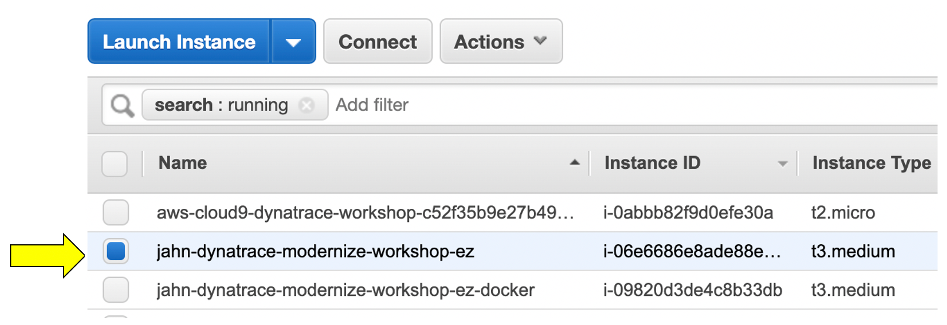 Launch Instance Connect Actions
search : running Add filter
Name Instance ID Instance Type
aws-cloud9-dynatrace-workshop-c52f35b9e27b49... i-0abbb82f9d0efe30a t2.micro
jahn-dynatrace-modernize-workshop-ez i-06e6686e8ade88e... t3.medium
jahn-dynatrace-modernize-workshop-ez-docker i-09820d3de4c8b33db t3.medium